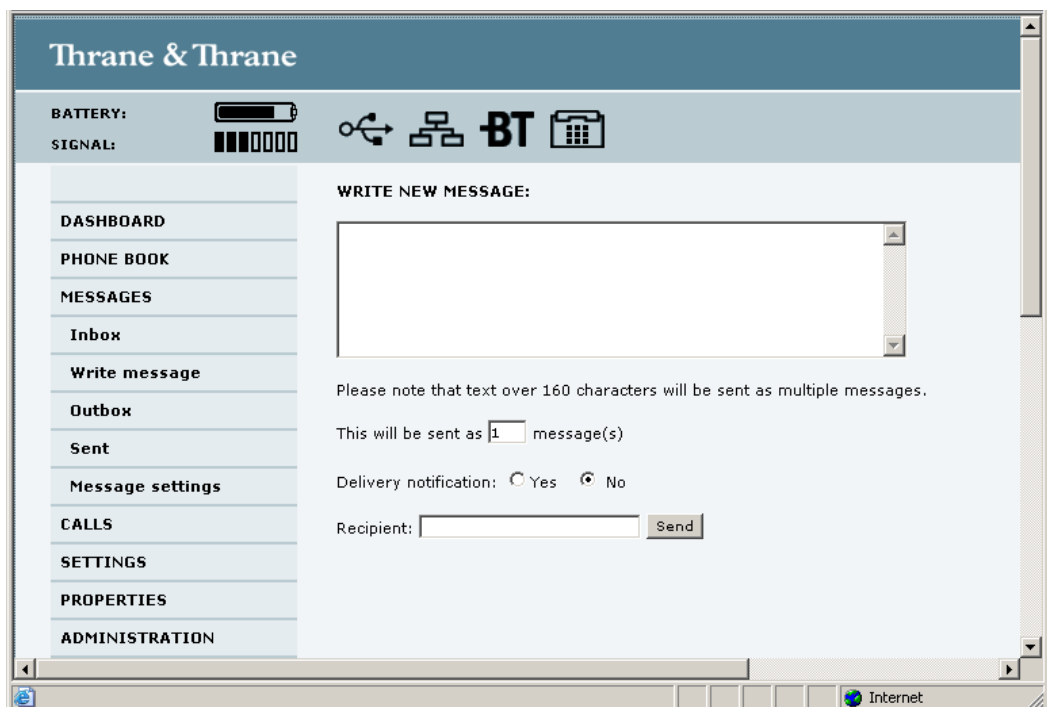 Thrane & Thrane
BATTERY:
SIGNAL:
BT
DASHBOARD
PHONE BOOK
MESSAGES
Inbox
Write message
Outbox
Sent
Message settings
CALLS
SETTINGS
PROPERTIES
ADMINISTRATION
WRITE NEW MESSAGE:
Please note that text over 160 characters will be sent as multiple messages.
This will be sent as 1 message(s)
Delivery notification: Yes No
Recipient: Send
Internet